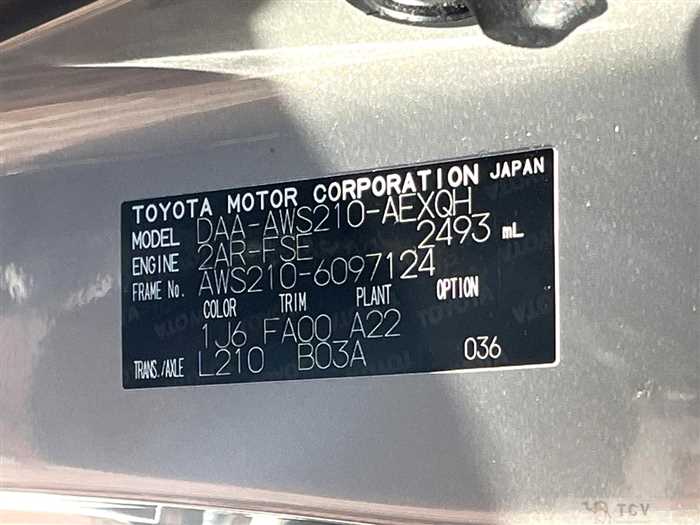 TOYOTA MOTOR CORPORATION JAPAN
MODEL DAA-AWS210-AEXQH
ENGINE 2AR-FSE 2493 mL
FRAME No. AWS210-6097124
COLOR TRIM PLANT OPTION
1J6 FA00 A22
TRANS./AXLE L210 B03A 036
TCV